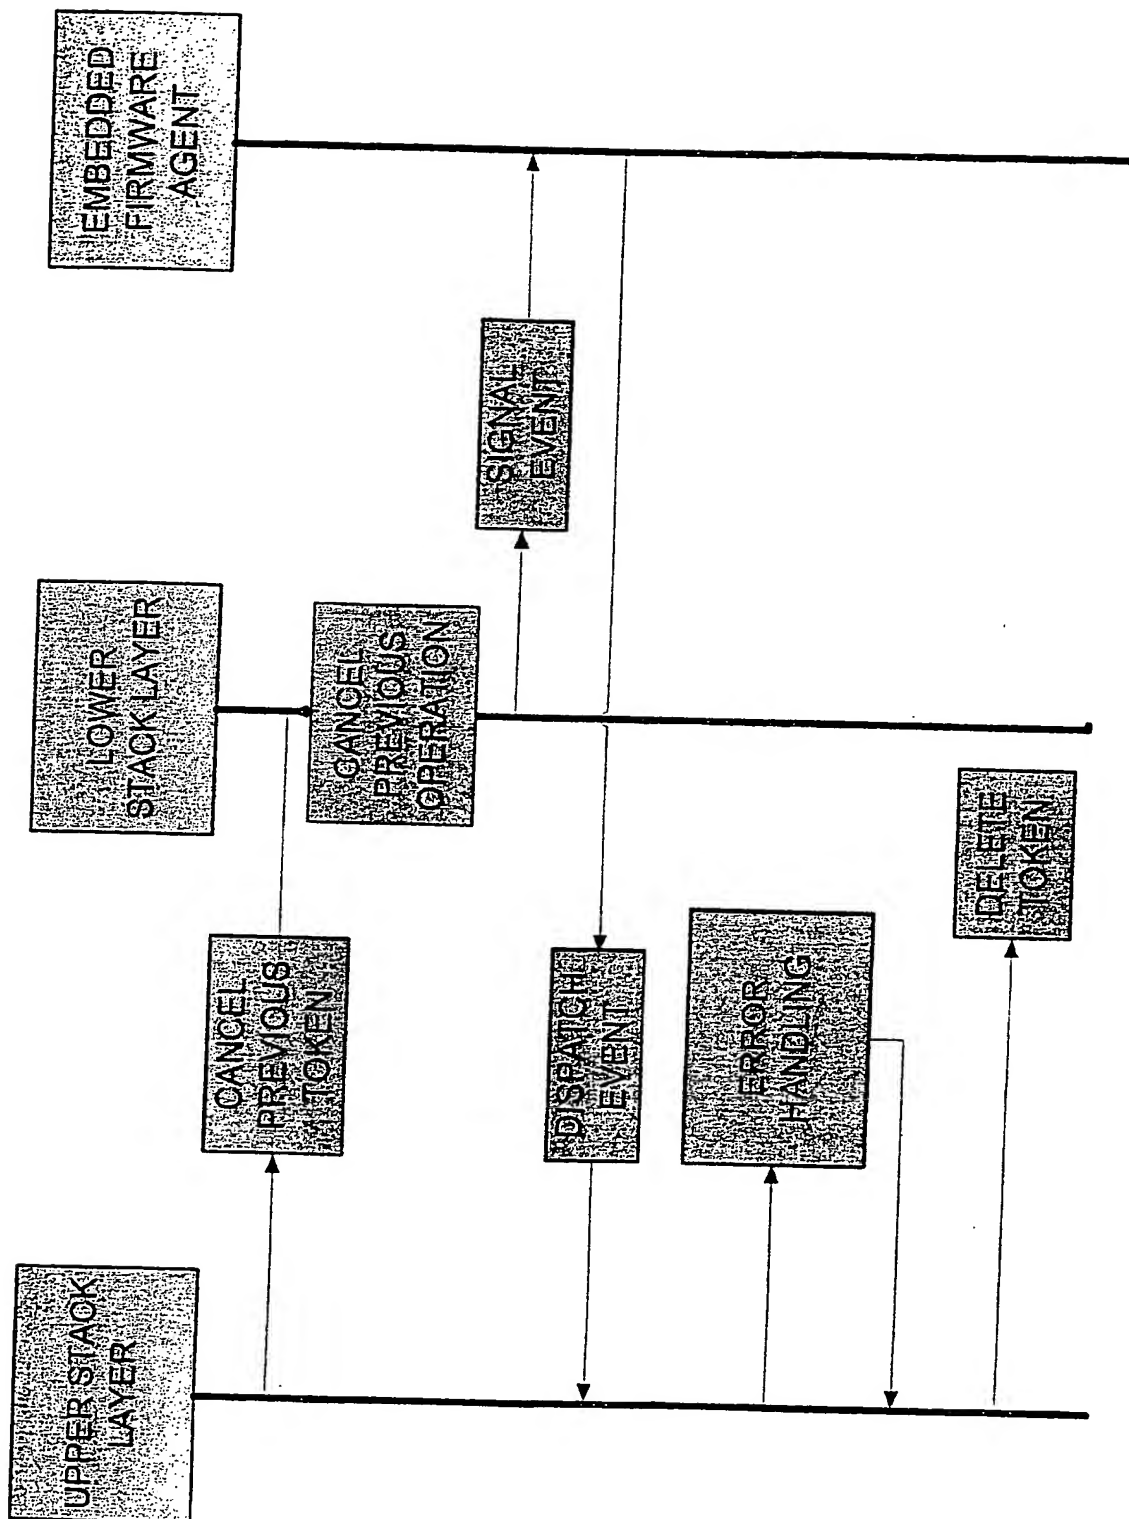 UPPER STACK
LAYER
LOWER
STACK LAYER
EMBEDDED
FIRMWARE
AGENT
CANCEL
PREVIOUS
TOKEN
CANCEL
PREVIOUS
OPERATION
SIGNAL
EVENT
DISPATCH
EVENT
ERROR
HANDLING
DELETE
TOKEN